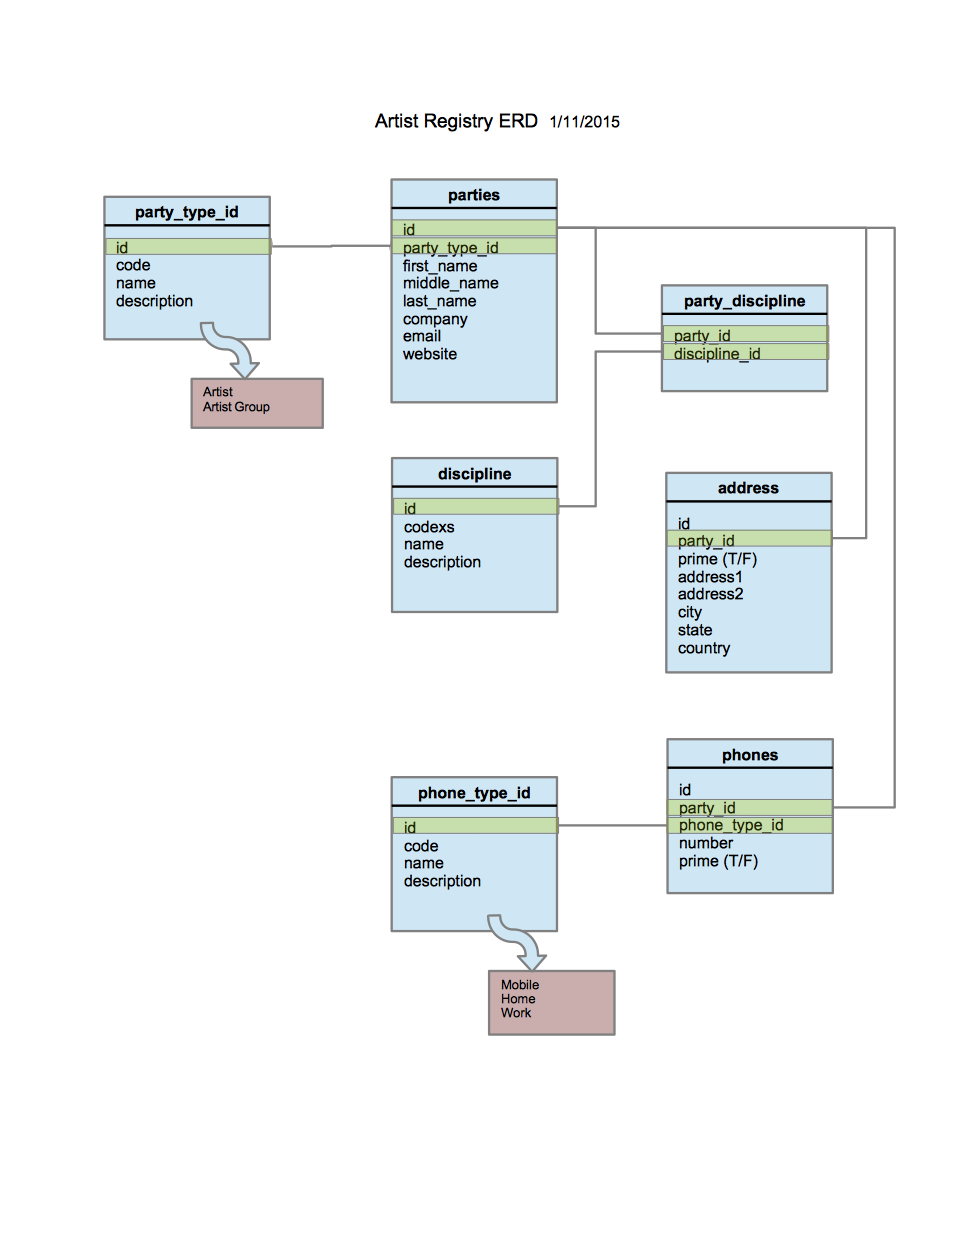 Artist Registry ERD 1/11/2015
party_type_id
id
code
name
description
Artist
Artist Group
parties
id
party_type_id
first_name
middle_name
last_name
company
email
website
party_discipline
party_id
discipline_id
discipline
id
codexs
name
description
address
id
party_id
prime (T/F)
address1
address2
city
state
country
phone_type_id
id
code
name
description
Mobile
Home
Work
phones
id
party_id
phone_type_id
number
prime (T/F)